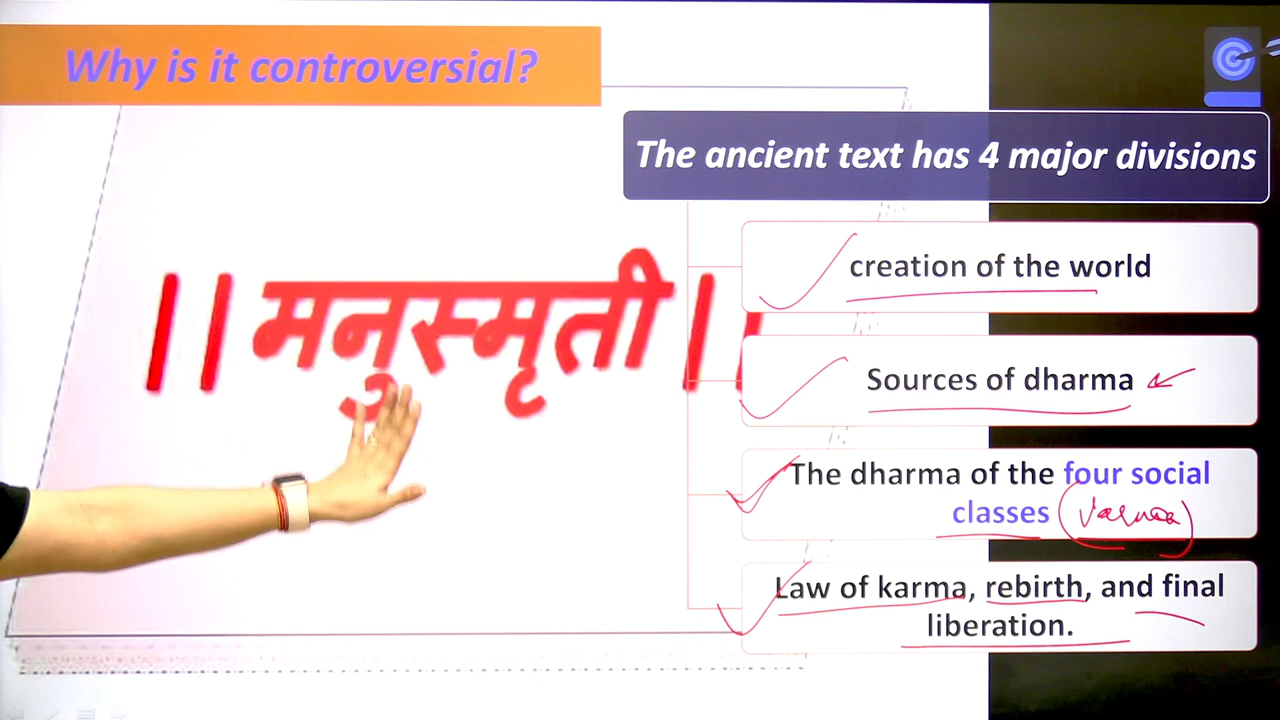 Why is it controversial?
The ancient text has 4 major divisions
||मनुस्मृती||
creation of the world
Sources of dharma
The dharma of the four social
classes (Varna)
Law of karma, rebirth, and final
liberation.